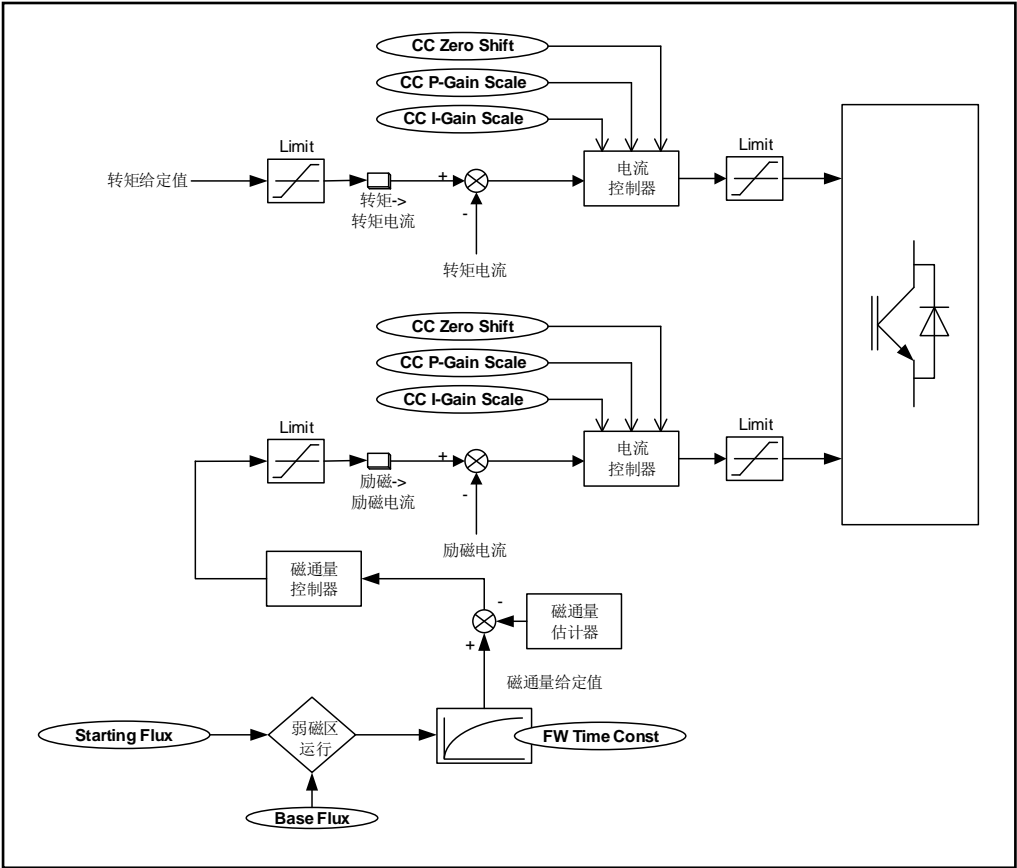 CC Zero Shift
CC P-Gain Scale
CC I-Gain Scale
Limit
Limit
转矩给定值
+
电流
控制器
转矩->
转矩电流
-
转矩电流
CC Zero Shift
CC P-Gain Scale
CC I-Gain Scale
Limit
Limit
+
电流
控制器
励磁->
励磁电流
-
励磁电流
磁通量
控制器
-
磁通量
估计器
+
磁通量给定值
Starting Flux
弱磁区
运行
FW Time Const
Base Flux